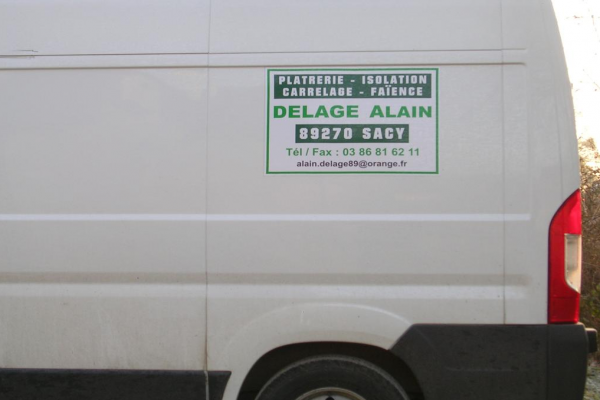 PLATRERIE - ISOLATION
CARRELAGE - FAÏENCE
DELAGE ALAIN
89270 SACY
Tél / Fax : 03 86 81 62 11
alain.delage89@orange.fr